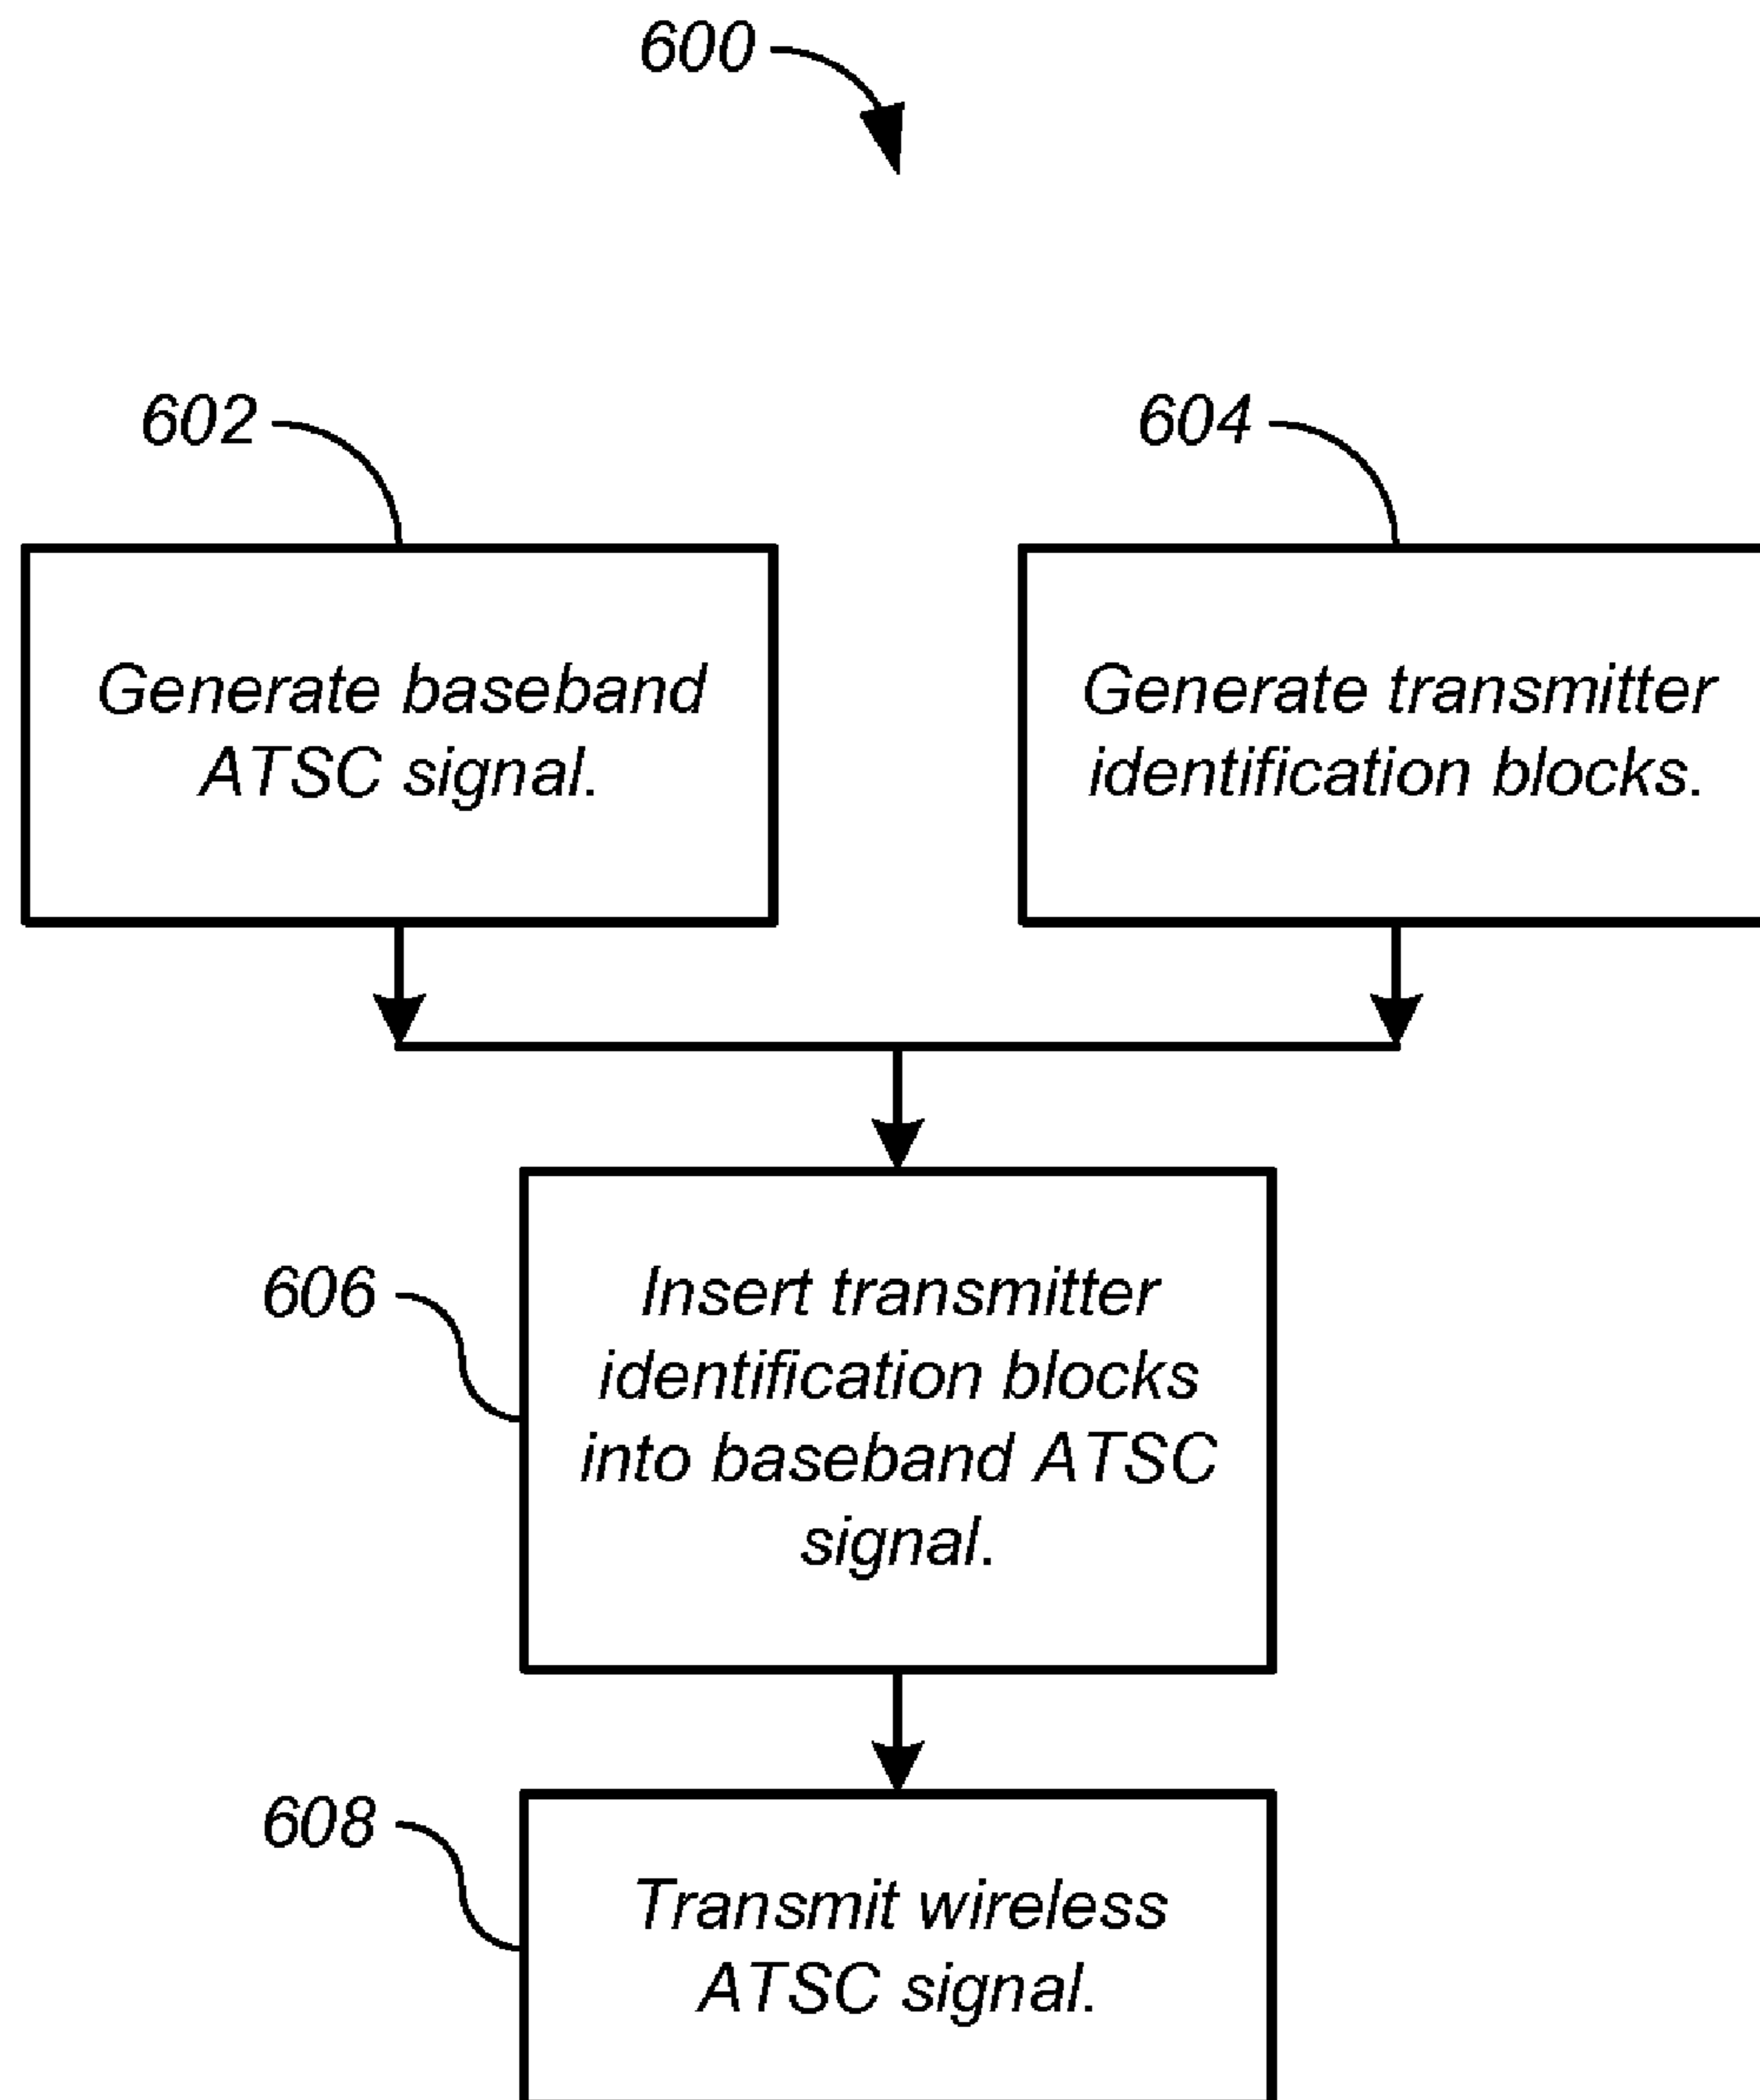 600
602
604
Generate baseband
ATSC signal.
Generate transmitter
identification blocks.
606
Insert transmitter
identification blocks
into baseband ATSC
signal.
608
Transmit wireless
ATSC signal.